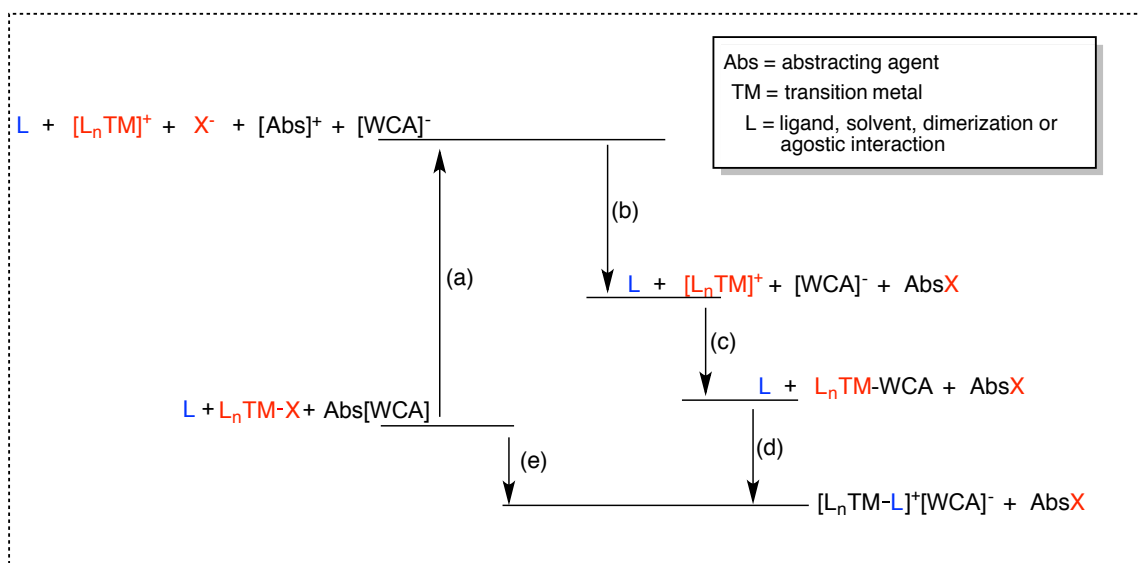 Abs = abstracting agent
TM = transition metal
L = ligand, solvent, dimerization or
agostic interaction
L + [LnTM]+ + X- + [Abs]+ + [WCA]-
(b)
(a)
L + [LnTM]+ + [WCA]- + AbsX
(c)
L + LnTM-WCA + AbsX
L + LnTM-X + Abs[WCA]
(d)
(e)
[LnTM-L]+[WCA]- + AbsX